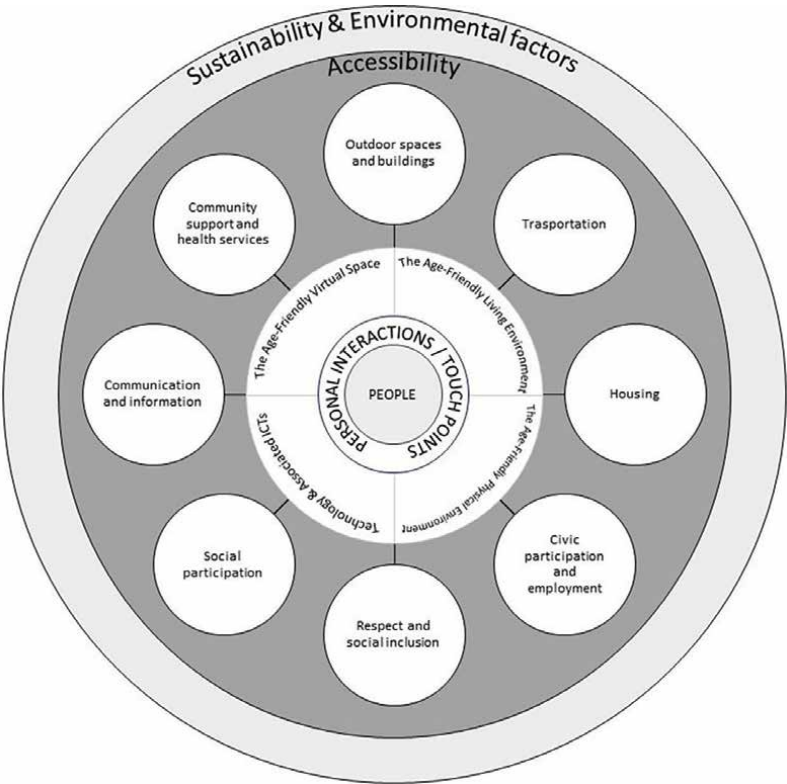 Sustainability & Environmental factors
Accessibility
Outdoor spaces
and buildings
Trasportation
Housing
Civic
participation
and
employment
Respect and
social inclusion
Social
participation
Communication
and information
Community
support and
health services
The Age-Friendly Virtual Space
The Age-Friendly Living Environment
The Age-Friendly Physical Environment
Technology & Associated ICTs
PERSONAL INTERACTIONS / TOUCH POINTS
PEOPLE